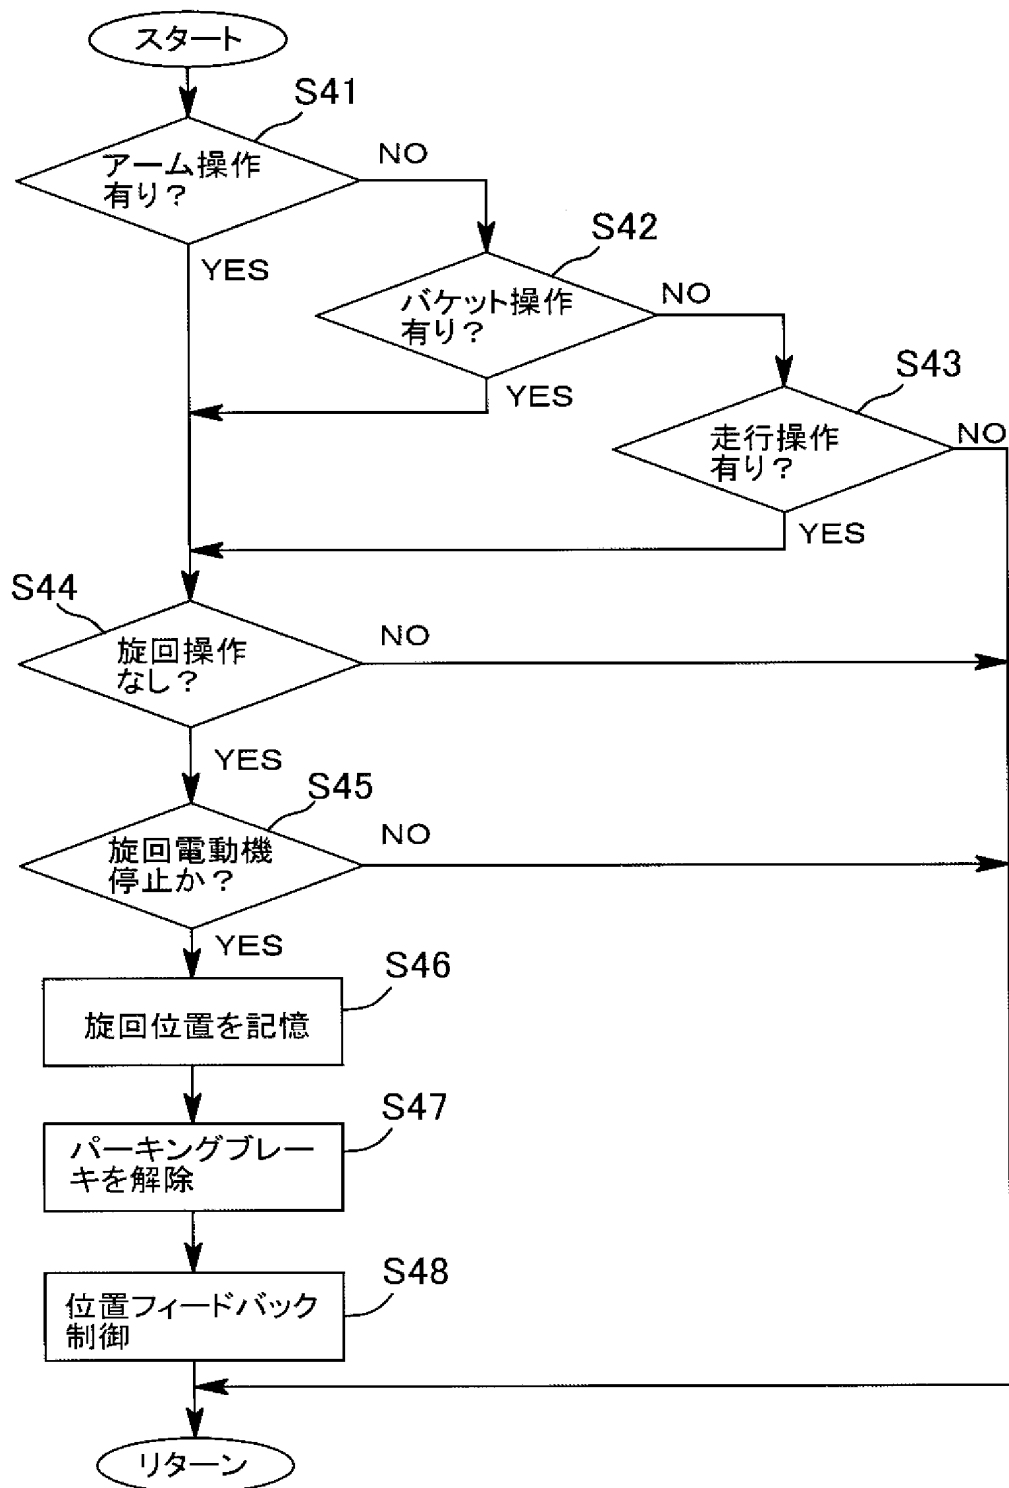 スタート
S41
アーム操作
有り？
NO
YES
S42
バケット操作
有り？
NO
YES
S43
走行操作
有り？
NO
YES
S44
旋回操作
なし？
NO
YES
S45
旋回電動機
停止か？
NO
YES
S46
旋回位置を記憶
S47
パーキングブレー
キを解除
S48
位置フィードバック
制御
リターン